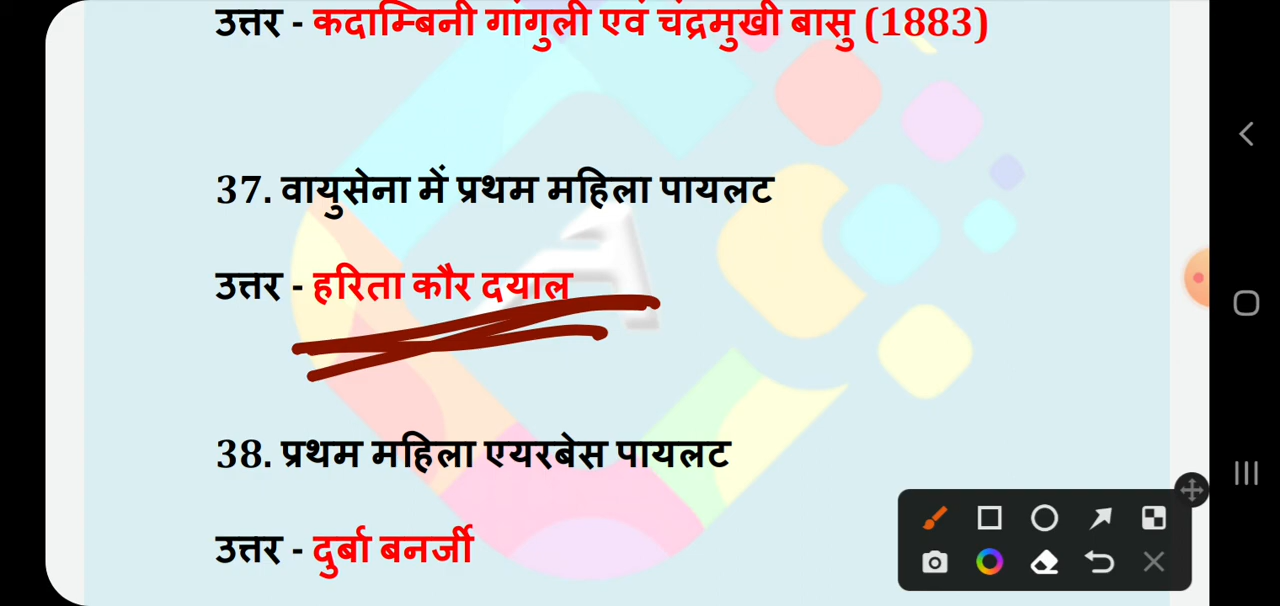 उत्तर - कदाम्बिनी गांगुली एवं चंद्रमुखी बासु (1883)
37. वायुसेना में प्रथम महिला पायलट
उत्तर - हरिता कौर दयाल
38. प्रथम महिला एयरबेस पायलट
उत्तर - दुर्बा बनर्जी